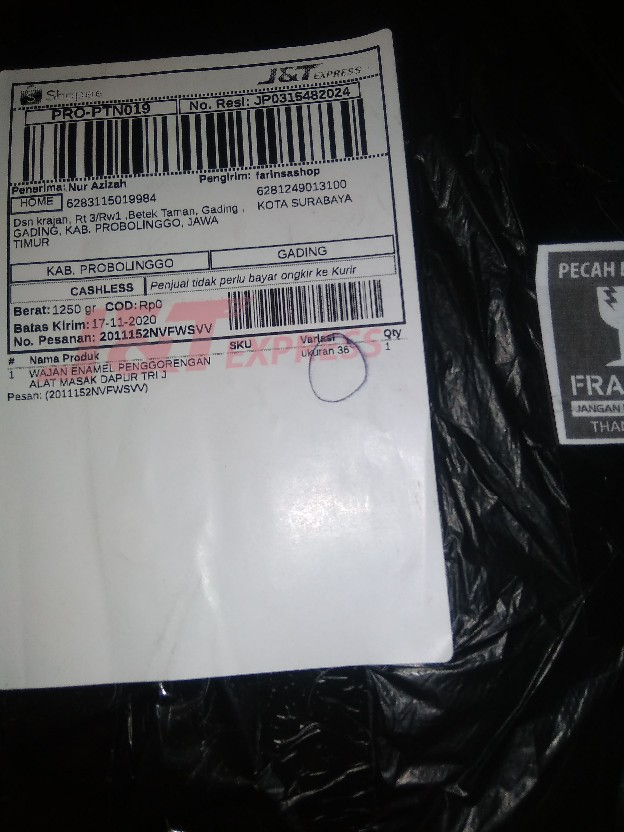 Shopee
J&T EXPRESS
PRO-PTN019
No. Resi: JP0315482024
Penerima: Nur Azizah
Pengirim: farinsashop
HOME 6283115019984
6281249013100
KOTA SURABAYA
Dsn krajan, Rt 3/Rw1 ,Betek Taman, Gading ,
GADING, KAB. PROBOLINGGO, JAWA
TIMUR
KAB. PROBOLINGGO
GADING
CASHLESS
Penjual tidak perlu bayar ongkir ke Kurir
Berat: 1250 gr COD: Rp0
Batas Kirim: 17-11-2020
No. Pesanan: 2011152NVFWSVV
J&T EXPRESS
# Nama Produk SKU Variasi Qty
1 WAJAN ENAMEL PENGGORENGAN ukuran 36 1
ALAT MASAK DAPUR TRI J
Pesan: (2011152NVFWSVV)
PECAH
FRA
JANGAN
THAN